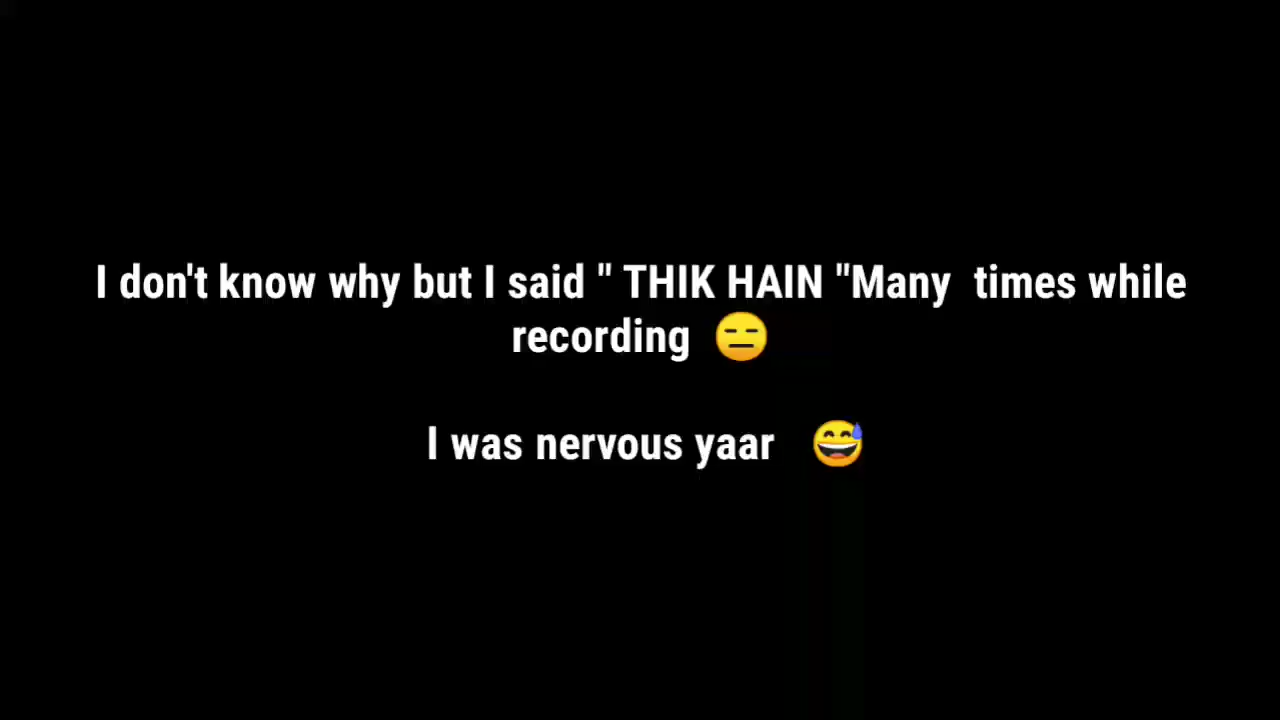 I don't know why but I said " THIK HAIN "Many  times while
recording  😑
I was nervous yaar   😅